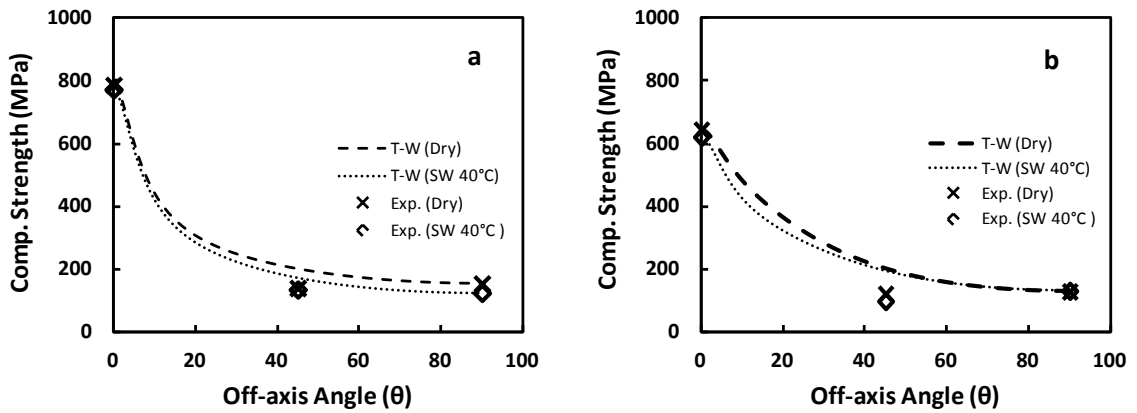 a
Comp. Strength (MPa)
1000
800
600
400
200
0
T-W (Dry)
T-W (SW 40°C)
Exp. (Dry)
Exp. (SW 40°C )
0 20 40 60 80 100
Off-axis Angle (θ)
b
Comp. Strength (MPa)
1000
800
600
400
200
0
T-W (Dry)
T-W (SW 40°C)
Exp. (Dry)
Exp. (SW 40°C )
0 20 40 60 80 100
Off-axis Angle (θ)